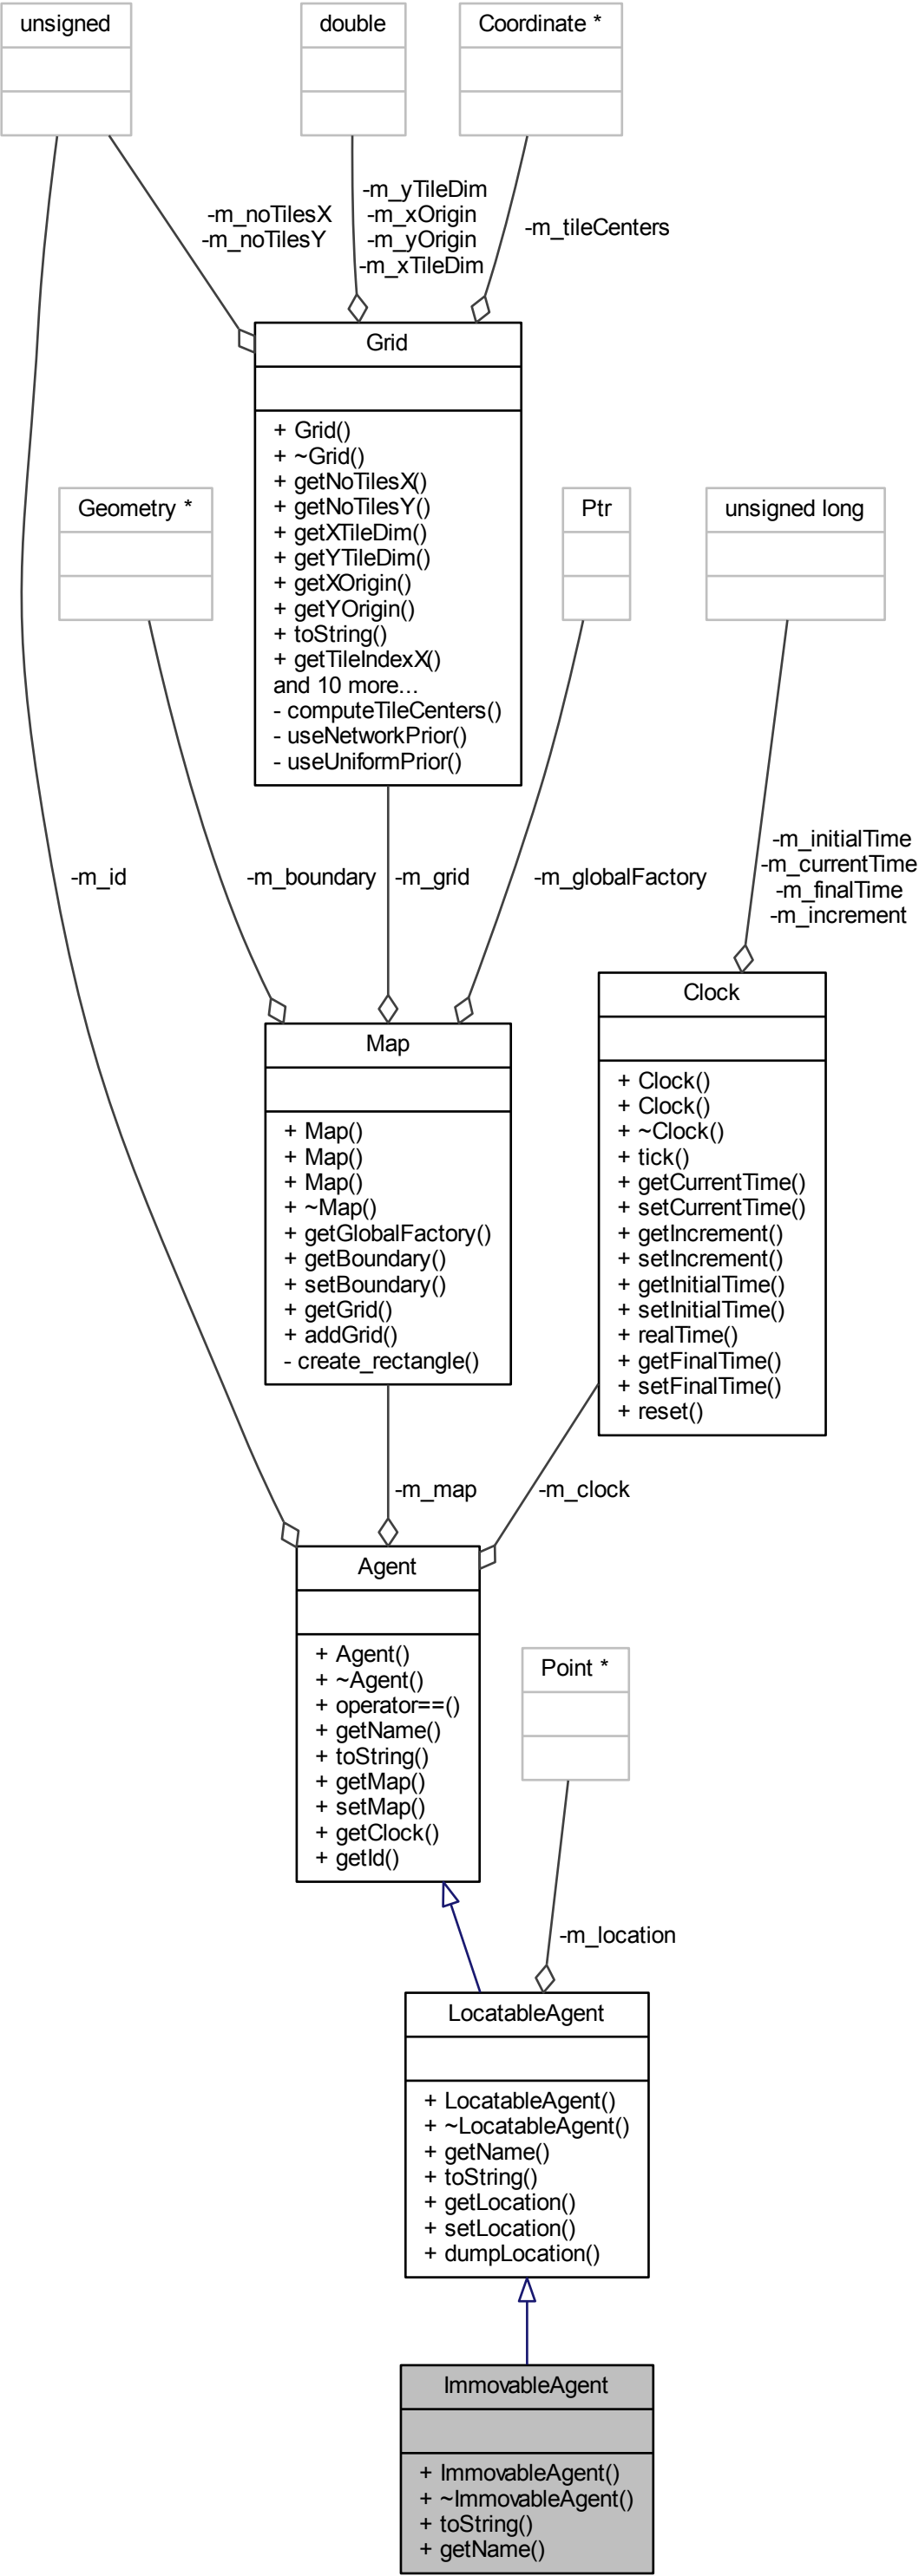 unsigned
double
Coordinate *
-m_noTilesX
-m_noTilesY
-m_yTileDim
-m_xOrigin
-m_yOrigin
-m_xTileDim
-m_tileCenters
Grid
+ Grid()
+ ~Grid()
+ getNoTilesX()
+ getNoTilesY()
+ getXTileDim()
+ getYTileDim()
+ getXOrigin()
+ getYOrigin()
+ toString()
+ getTileIndexX()
and 10 more...
- computeTileCenters()
- useNetworkPrior()
- useUniformPrior()
Geometry *
Ptr
unsigned long
-m_id
-m_boundary
-m_grid
-m_globalFactory
-m_initialTime
-m_currentTime
-m_finalTime
-m_increment
Map
+ Map()
+ Map()
+ Map()
+ ~Map()
+ getGlobalFactory()
+ getBoundary()
+ setBoundary()
+ getGrid()
+ addGrid()
- create_rectangle()
Clock
+ Clock()
+ Clock()
+ ~Clock()
+ tick()
+ getCurrentTime()
+ setCurrentTime()
+ getIncrement()
+ setIncrement()
+ getInitialTime()
+ setInitialTime()
+ realTime()
+ getFinalTime()
+ setFinalTime()
+ reset()
-m_map
-m_clock
Agent
+ Agent()
+ ~Agent()
+ operator==()
+ getName()
+ toString()
+ getMap()
+ setMap()
+ getClock()
+ getId()
Point *
-m_location
LocatableAgent
+ LocatableAgent()
+ ~LocatableAgent()
+ getName()
+ toString()
+ getLocation()
+ setLocation()
+ dumpLocation()
ImmovableAgent
+ ImmovableAgent()
+ ~ImmovableAgent()
+ toString()
+ getName()